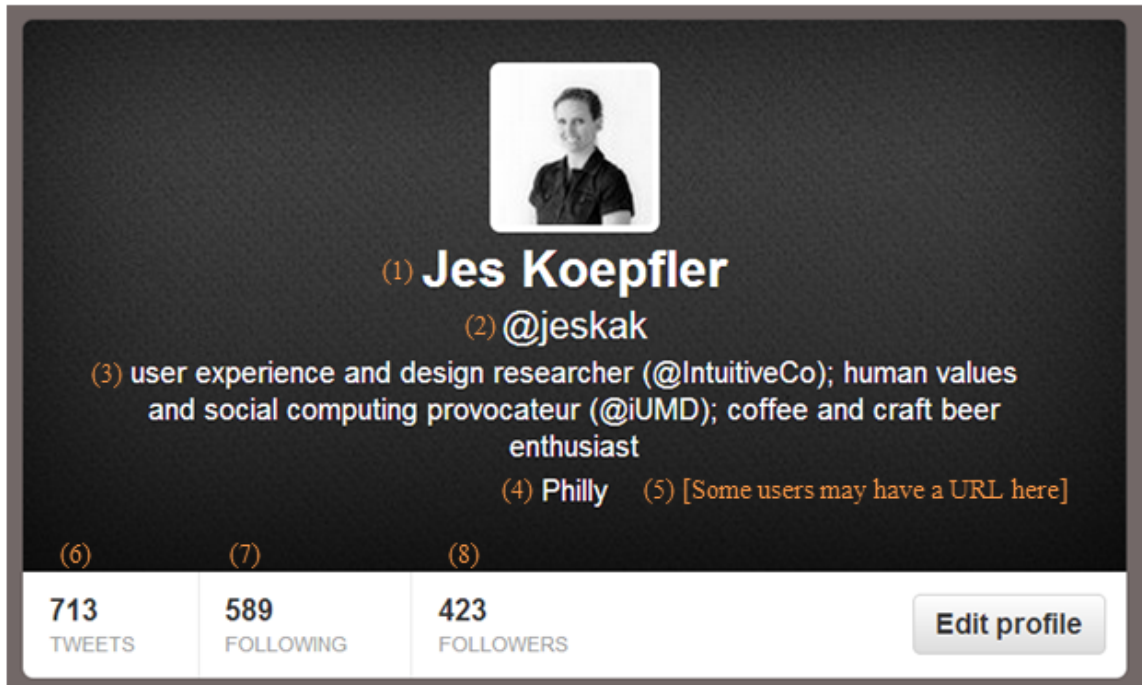 (1) Jes Koepfler
(2) @jeskak
(3) user experience and design researcher (@IntuitiveCo); human values
and social computing provocateur (@iUMD); coffee and craft beer
enthusiast
(4) Philly (5) [Some users may have a URL here]
(6) (7) (8)
713 589 423
TWEETS FOLLOWING FOLLOWERS
Edit profile